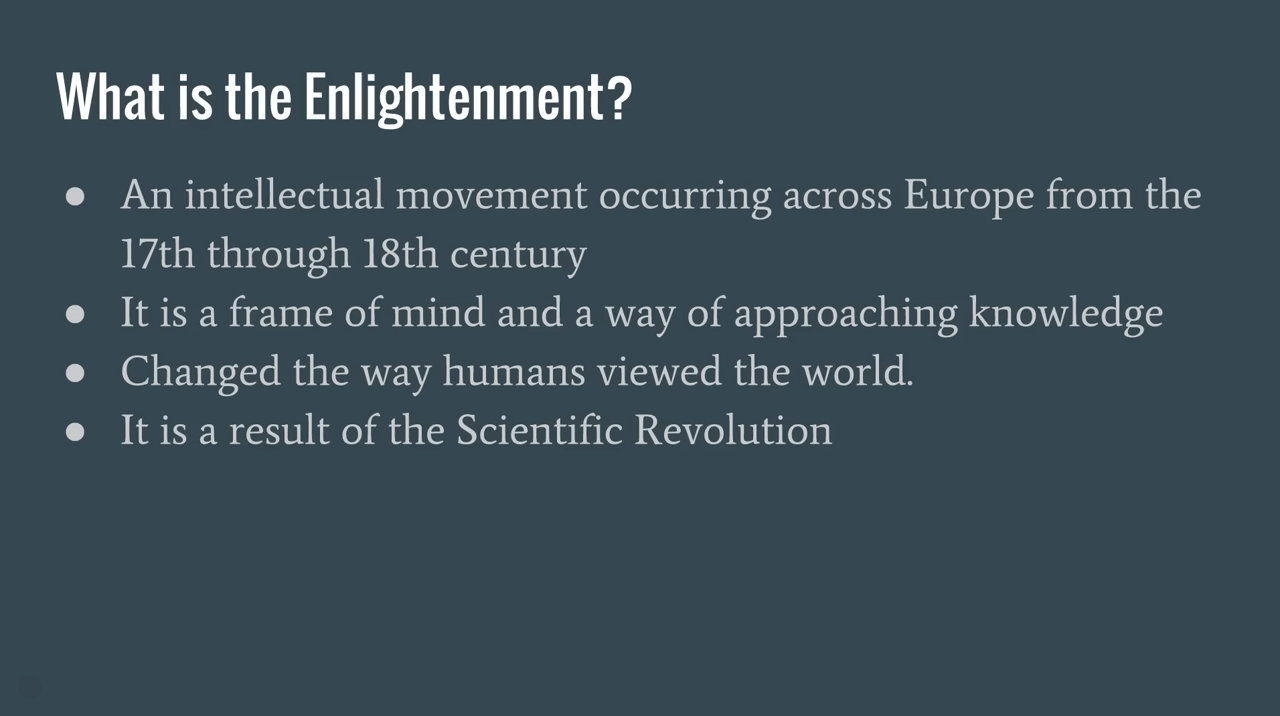 What is the Enlightenment?
● An intellectual movement occurring across Europe from the
17th through 18th century
● It is a frame of mind and a way of approaching knowledge
● Changed the way humans viewed the world.
● It is a result of the Scientific Revolution